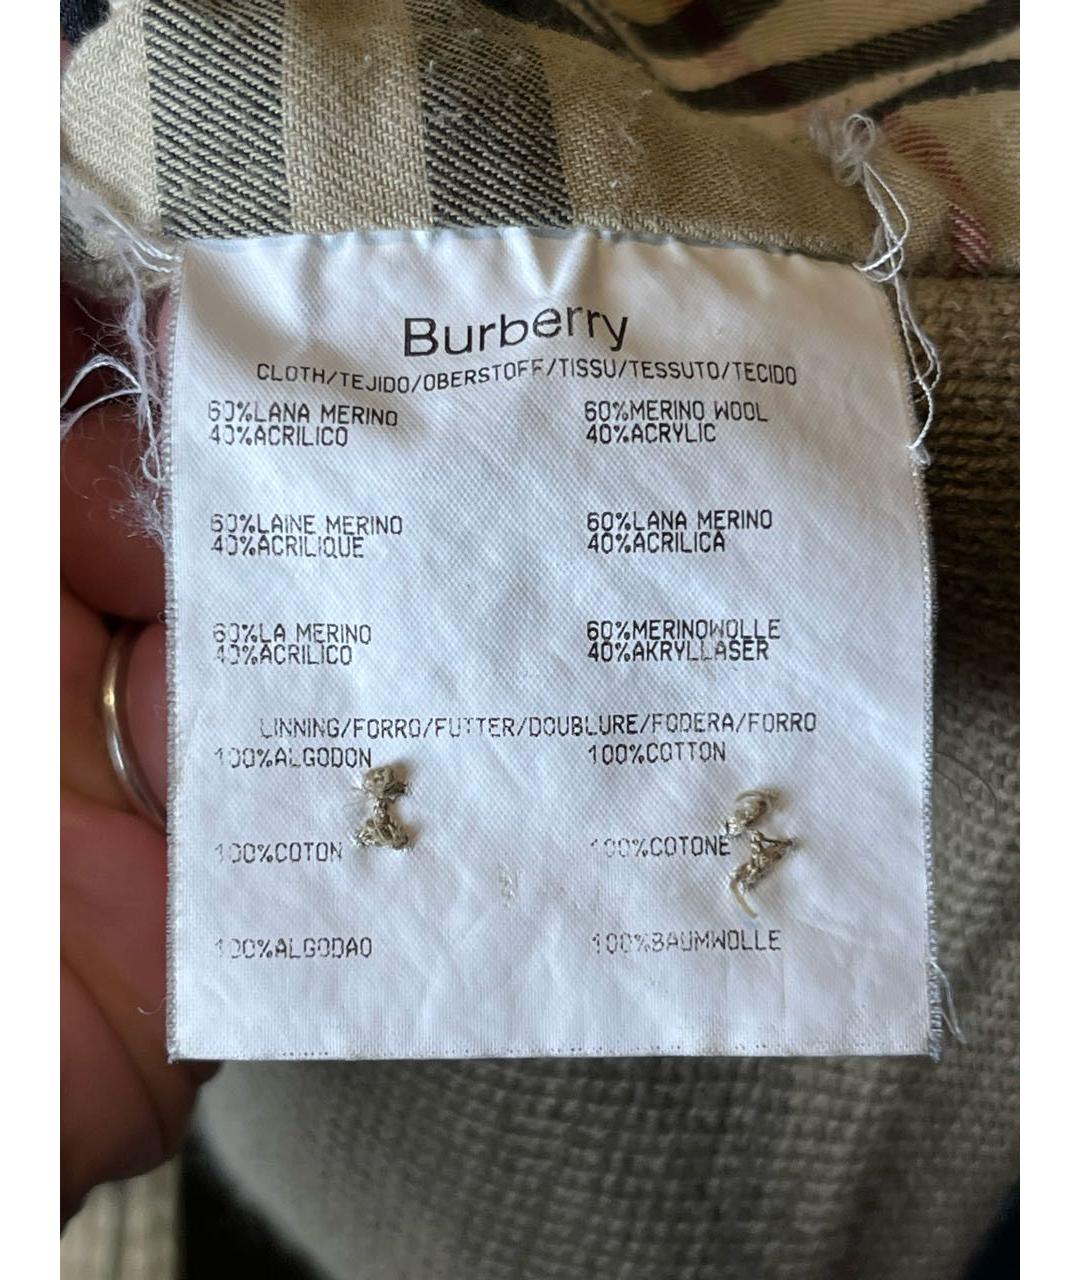 Burberry
CLOTH/TEJIDO/OBERSTOFF/TISSU/TESSUTO/TECIDO
60%LANA MERINO 60%MERINO WOOL
40%ACRILICO 40%ACRYLIC
60%LAINE MERINO 60%LANA MERINO
40%ACRILIQUE 40%ACRILICA
60%LA MERINO 60%MERINOWOLLE
40%ACRILICO 40%AKRYLLASER
LINNING/FORRO/FUTTER/DOUBLURE/FODERA/FORRO
100%ALGODON 100%COTTON
100%COTON 100%COTONE
100%ALGODAO 100%BAUMWOLLE